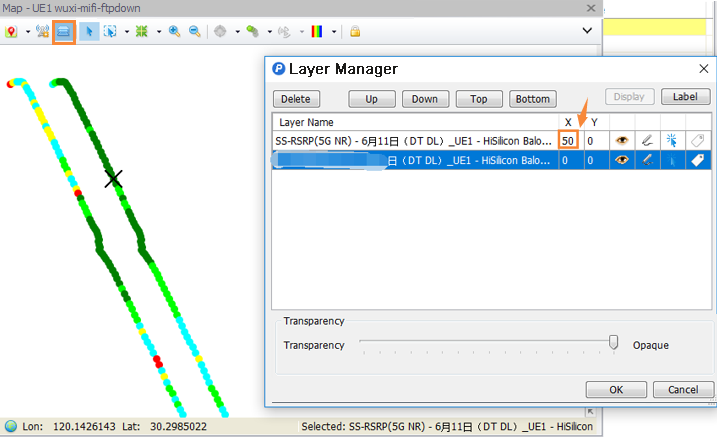 Map - UE1 wuxi-mifi-ftpdown
Layer Manager
Delete Up Down Top Bottom Display Label
Layer Name X Y
SS-RSRP(5G NR) - 6月11日（DT DL）_UE1 - HiSilicon Balo... 50 0
日（DT DL）_UE1 - HiSilicon Balo... 0 0
Transparency
Transparency Opaque
OK Cancel
Lon: 120.1426143 Lat: 30.2985022 Selected: SS-RSRP(5G NR) - 6月11日（DT DL）_UE1 - HiSilicon